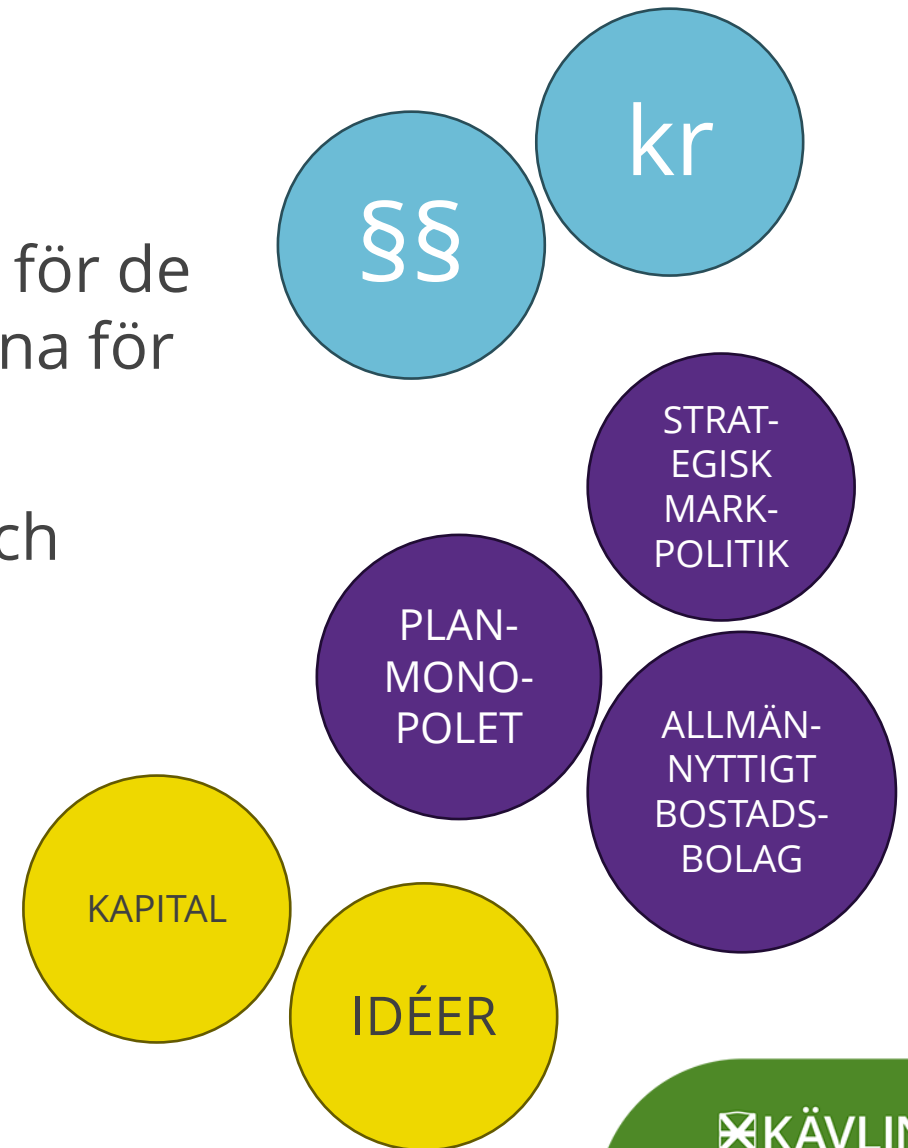 kr
§§
för de
na för
ch
STRAT-
EGISK
MARK-
POLITIK
PLAN-
MONO-
POLET
ALLMÄN-
NYTTIGT
BOSTADS-
BOLAG
KAPITAL
IDÉER
KÄVLIN